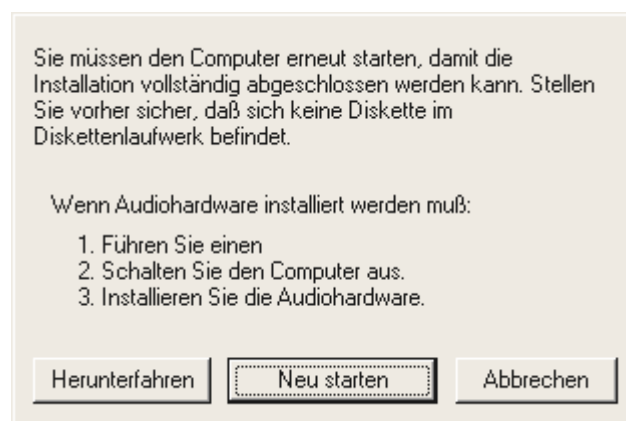 Sie müssen den Computer erneut starten, damit die
Installation vollständig abgeschlossen werden kann. Stellen
Sie vorher sicher, daß sich keine Diskette im
Diskettenlaufwerk befindet.
Wenn Audiohardware installiert werden muß:
1. Führen Sie einen
2. Schalten Sie den Computer aus.
3. Installieren Sie die Audiohardware.
Herunterfahren Neu starten Abbrechen